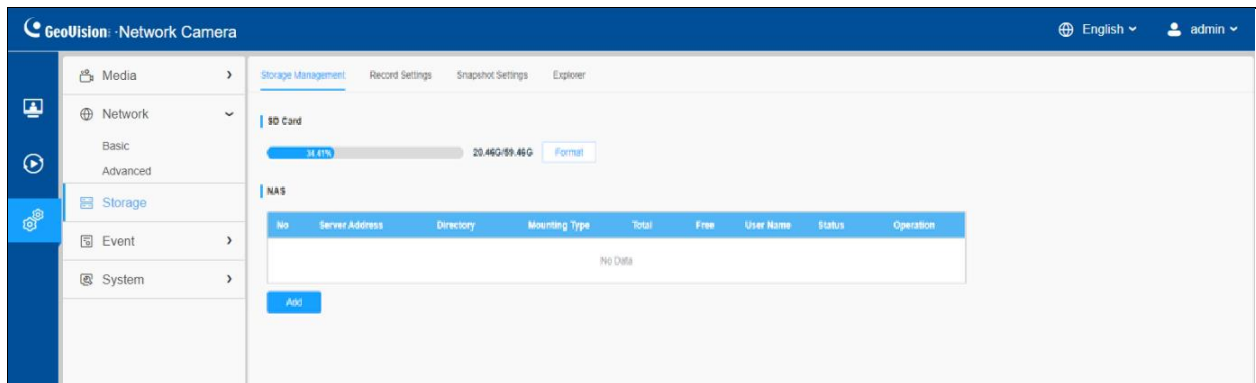 GeoVision: · Network Camera
English
admin
Media
Network
Basic
Advanced
Storage
Event
System
Storage Management Record Settings Snapshot Settings Explorer
SD Card
34.41% 20.46G/59.46G Format
NAS
No Server Address Directory Mounting Type Total Free User Name Status Operation
No Data
Add